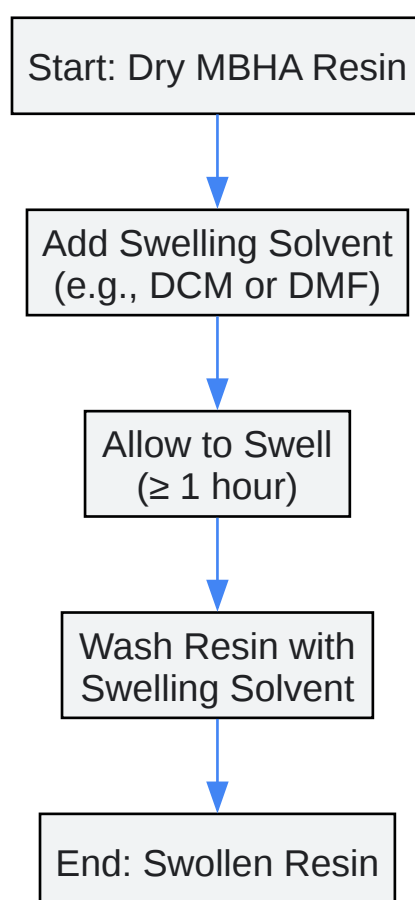 Start: Dry MBHA Resin
Add Swelling Solvent
(e.g., DCM or DMF)
Allow to Swell
(≥ 1 hour)
Wash Resin with
Swelling Solvent
End: Swollen Resin